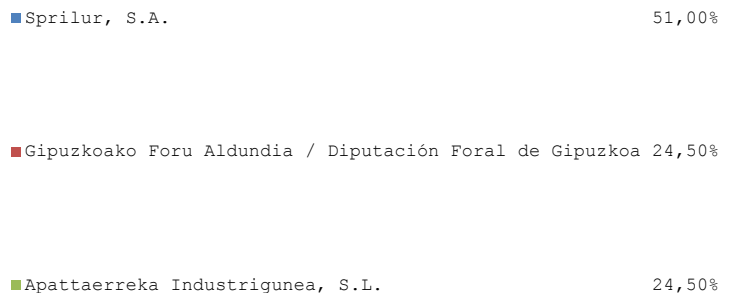 Sprilur, S.A. 51,00%
Gipuzkoako Foru Aldundia / Diputación Foral de Gipuzkoa 24,50%
Apattaerreka Industrigunea, S.L. 24,50%